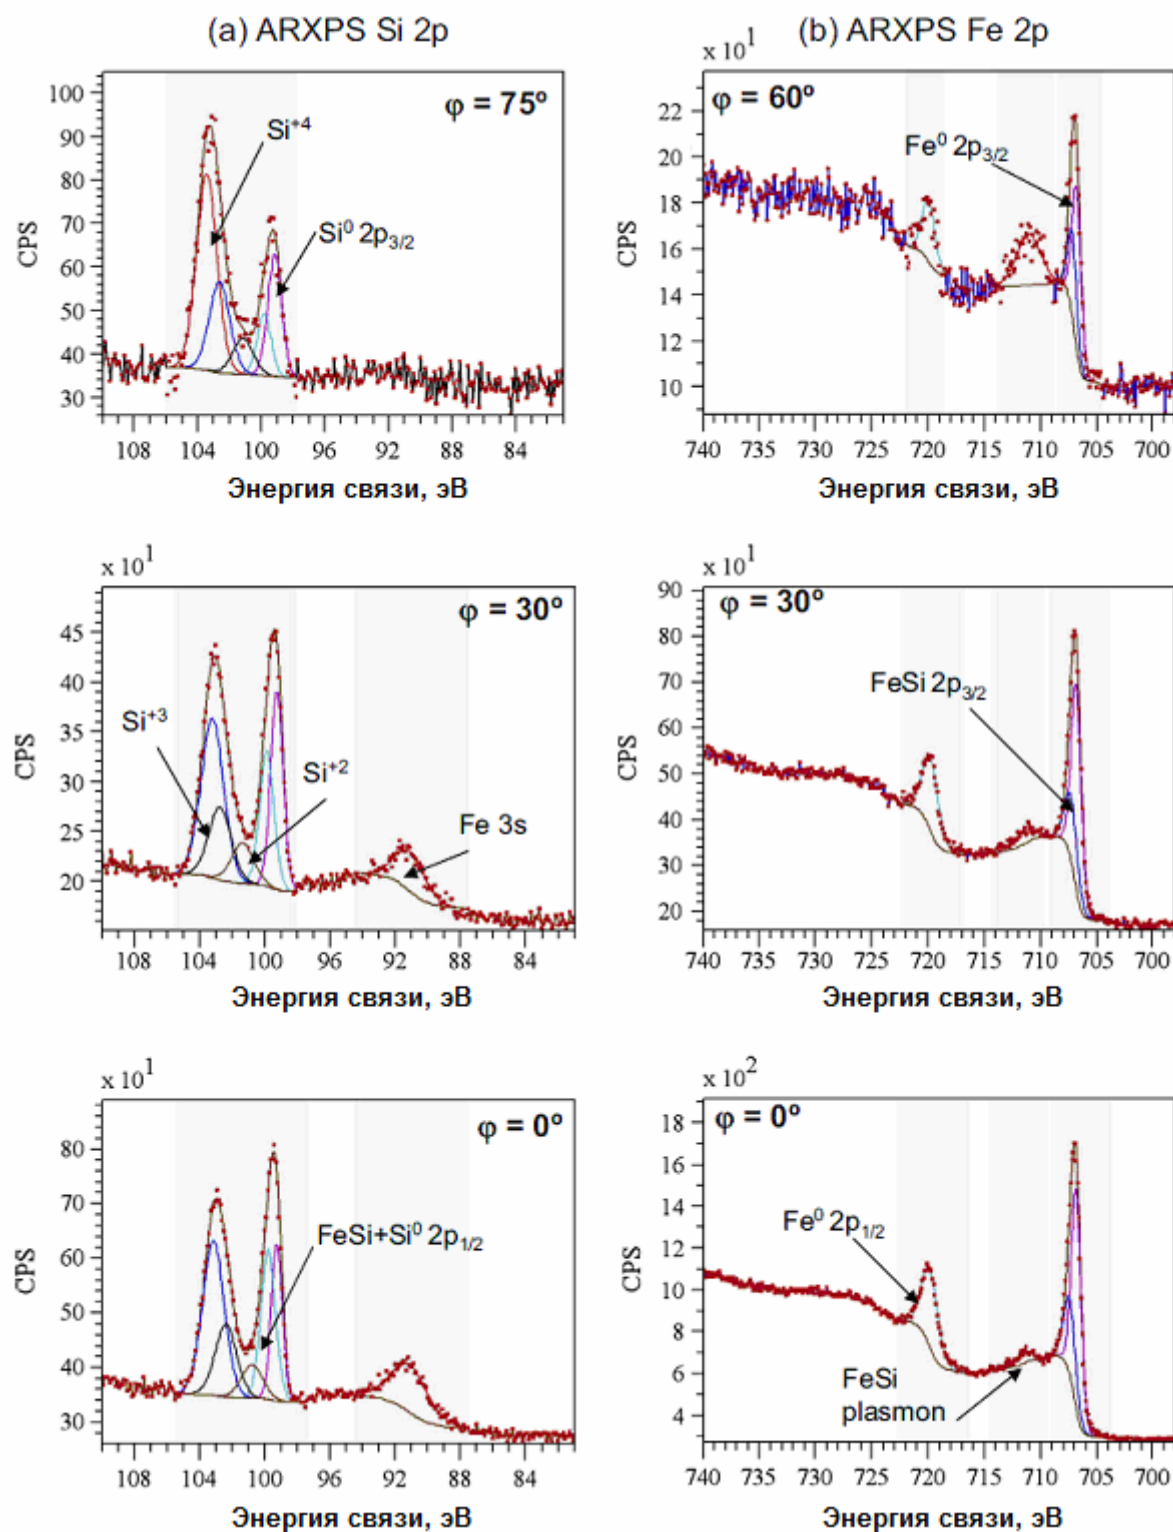 (a) ARXPS Si 2p
(b) ARXPS Fe 2p
φ = 75º
Si⁺⁴
Si⁰ 2p₃/₂
CPS
100
90
80
70
60
50
40
30
108 104 100 96 92 88 84
Энергия связи, эВ
x 10¹
φ = 60º
Fe⁰ 2p₃/₂
CPS
22
20
18
16
14
12
10
740 735 730 725 720 715 710 705 700
Энергия связи, эВ
x 10¹
φ = 30º
Si⁺³
Si⁺²
Fe 3s
CPS
45
40
35
30
25
20
108 104 100 96 92 88 84
Энергия связи, эВ
x 10¹
φ = 30º
FeSi 2p₃/₂
CPS
90
80
70
60
50
40
30
20
740 735 730 725 720 715 710 705 700
Энергия связи, эВ
x 10¹
φ = 0º
FeSi+Si⁰ 2p₁/₂
CPS
80
70
60
50
40
30
108 104 100 96 92 88 84
Энергия связи, эВ
x 10²
φ = 0º
Fe⁰ 2p₁/₂
FeSi
plasmon
CPS
18
16
14
12
10
8
6
4
740 735 730 725 720 715 710 705 700
Энергия связи, эВ